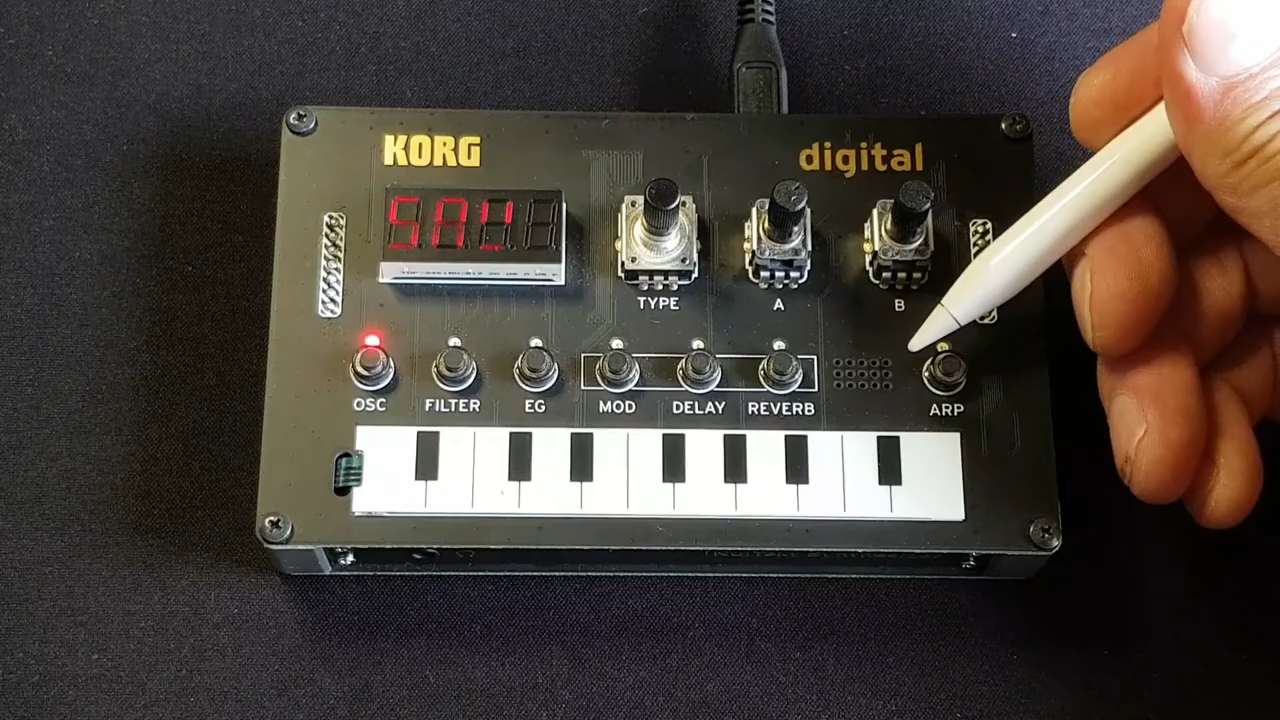 KORG
digital
SAU
TYPE
A
B
OSC
FILTER
EG
MOD
DELAY
REVERB
ARP